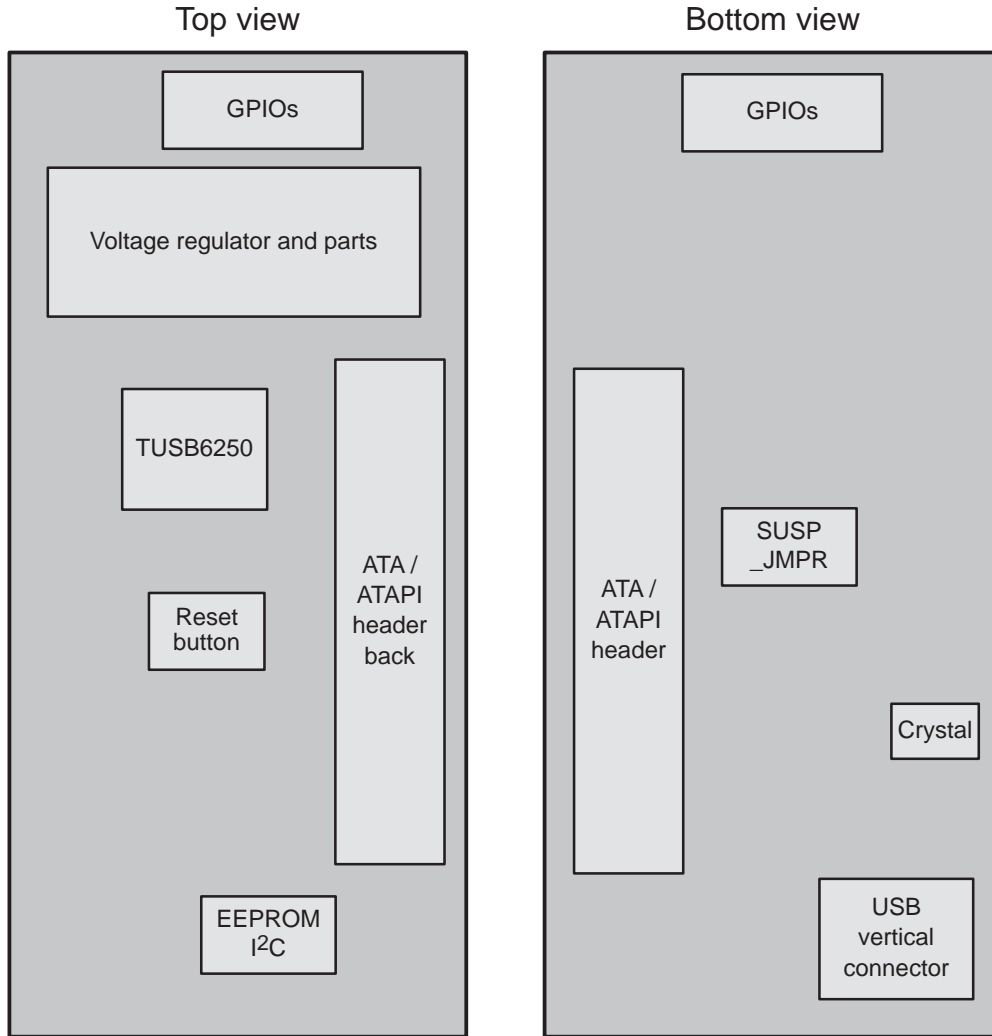 Top view
GPIOs
Voltage regulator and parts
TUSB6250
ATA /
ATAPI
header
back
Reset
button
EEPROM
I²C
Bottom view
GPIOs
SUSP
_JMPR
ATA /
ATAPI
header
Crystal
USB
vertical
connector